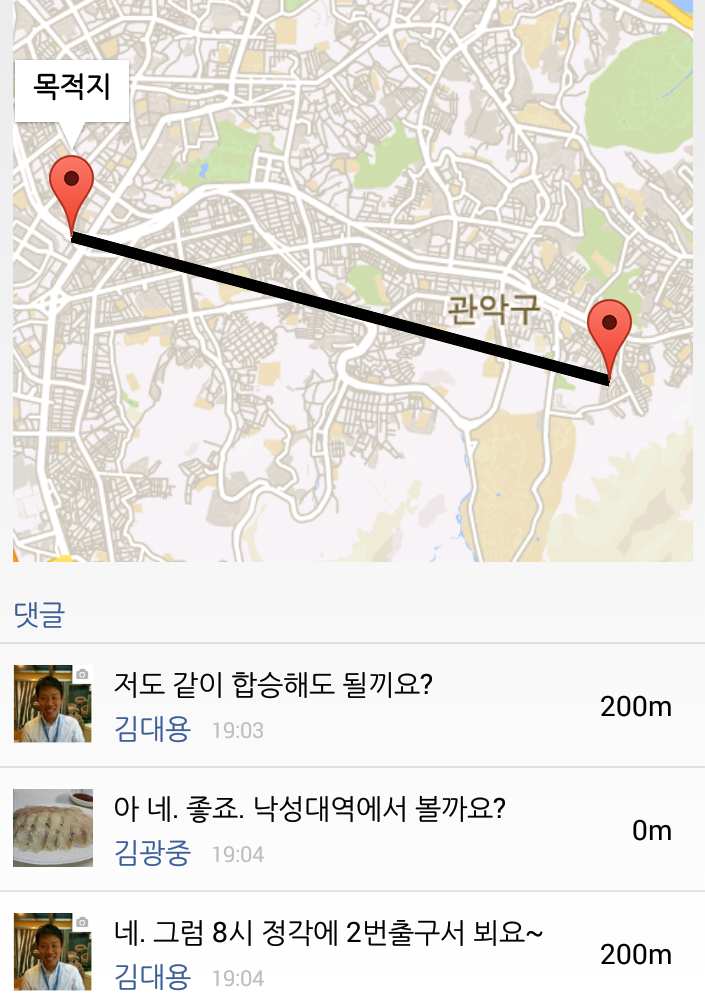 목적지
관악구
댓글
저도 같이 합승해도 될끼요?
200m
김대용 19:03
아 네. 좋죠. 낙성대역에서 볼까요?
0m
김광중 19:04
네. 그럼 8시 정각에 2번출구서 뵈요~
200m
김대용 19:04